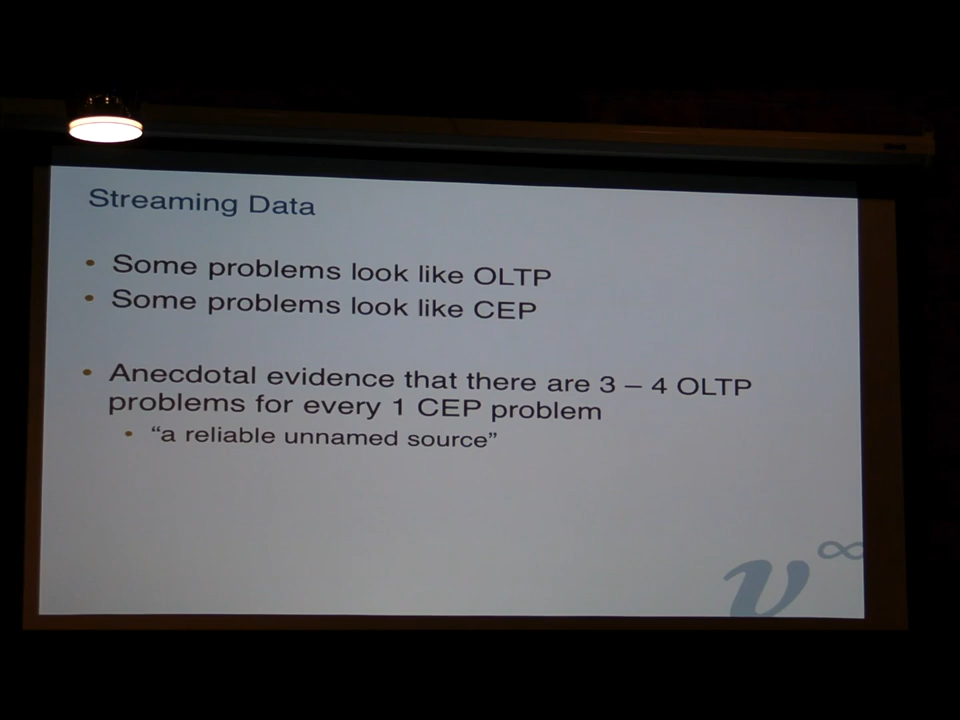 Streaming Data
• Some problems look like OLTP
• Some problems look like CEP
• Anecdotal evidence that there are 3 – 4 OLTP
problems for every 1 CEP problem
• “a reliable unnamed source”
v∞